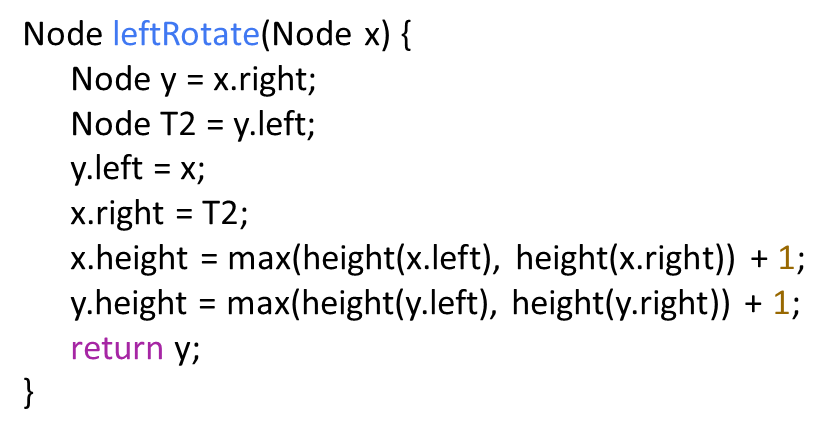 Node leftRotate(Node x) {
    Node y = x.right;
    Node T2 = y.left;
    y.left = x;
    x.right = T2;
    x.height = max(height(x.left), height(x.right)) + 1;
    y.height = max(height(y.left), height(y.right)) + 1;
    return y;
}